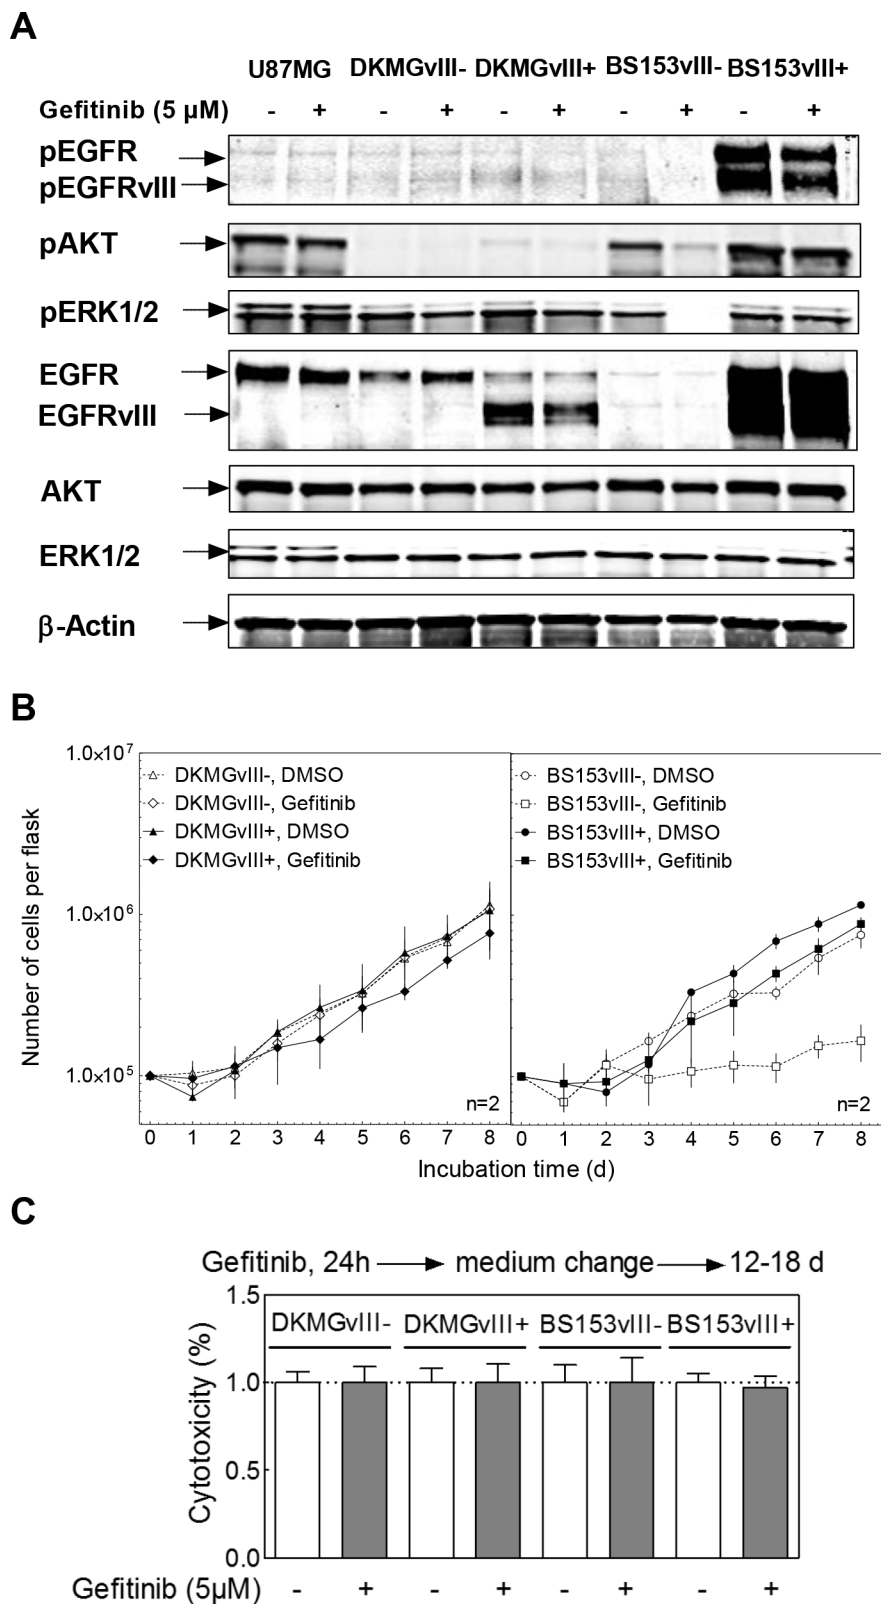 A
U87MG DKMGvIII- DKMGvIII+ BS153vIII- BS153vIII+
Gefitinib (5 µM) - + - + - + - + - +
pEGFR
pEGFRvIII
pAKT
pERK1/2
EGFR
EGFRvIII
AKT
ERK1/2
β-Actin
B
Number of cells per flask
1.0x10⁷
1.0x10⁶
1.0x10⁵
DKMGvIII-, DMSO
DKMGvIII-, Gefitinib
DKMGvIII+, DMSO
DKMGvIII+, Gefitinib
n=2
0 1 2 3 4 5 6 7 8
BS153vIII-, DMSO
BS153vIII-, Gefitinib
BS153vIII+, DMSO
BS153vIII+, Gefitinib
n=2
0 1 2 3 4 5 6 7 8
Incubation time (d)
C
Gefitinib, 24h medium change 12-18 d
Cytotoxicity (%)
1.5
1.0
0.5
0.0
DKMGvIII- DKMGvIII+ BS153vIII- BS153vIII+
Gefitinib (5µM) - + - + - + - +